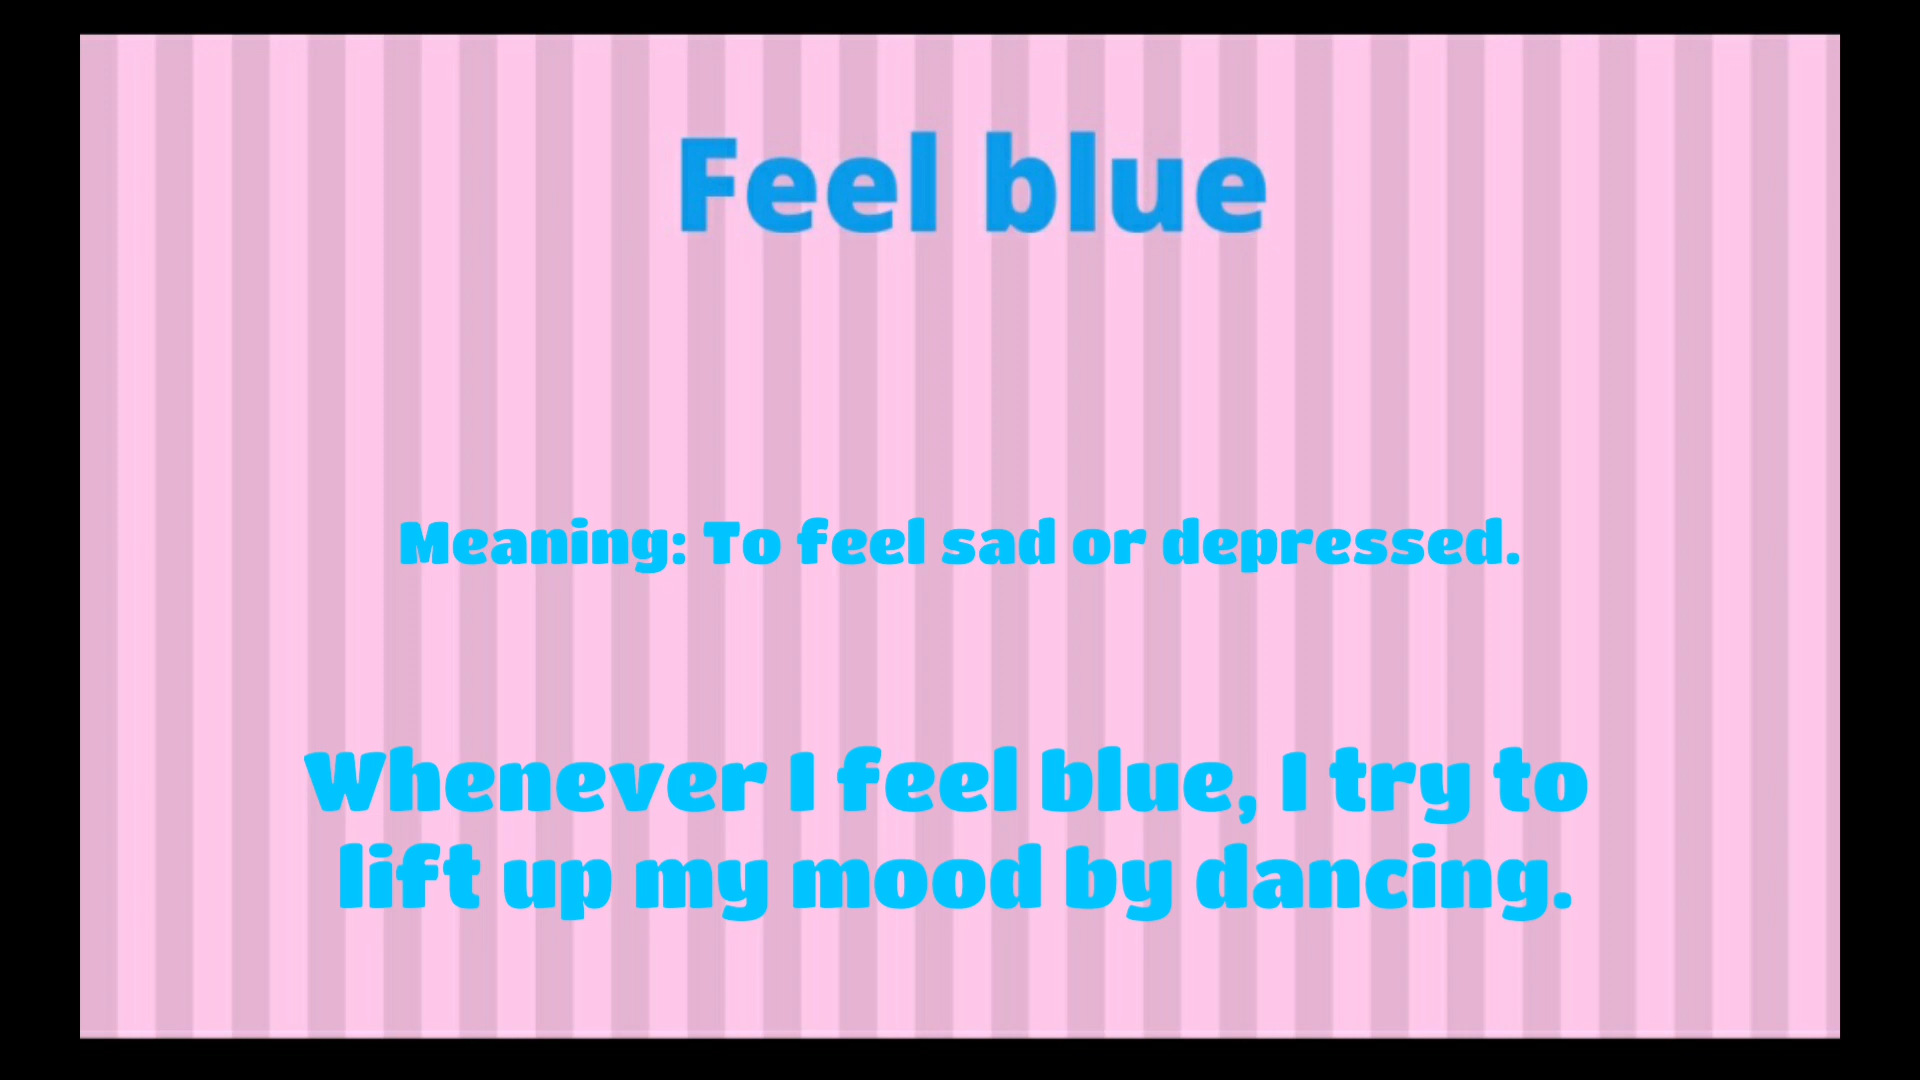 Feel blue
Meaning: To feel sad or depressed.
Whenever I feel blue, I try to
lift up my mood by dancing.